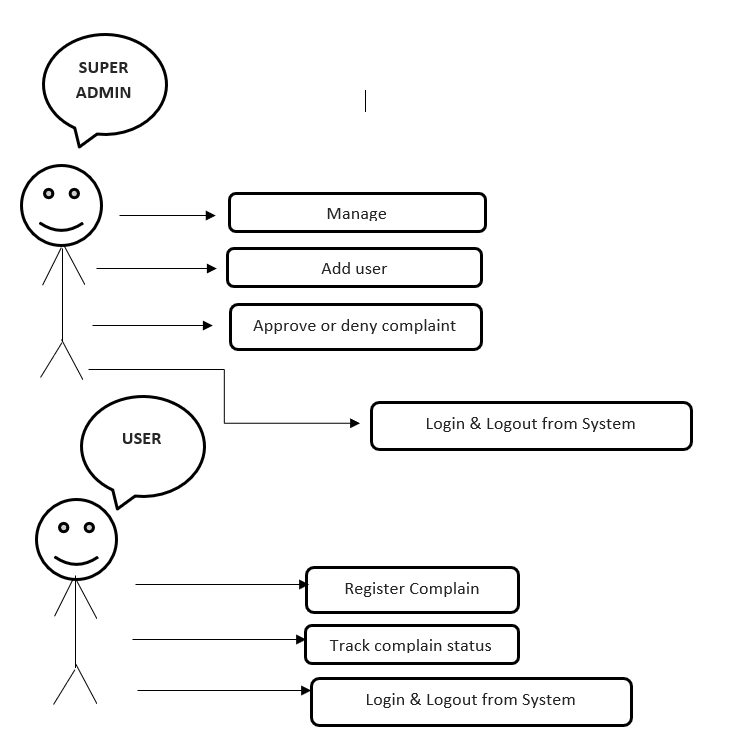 SUPER
ADMIN
Manage
Add user
Approve or deny complaint
Login & Logout from System
USER
Register Complain
Track complain status
Login & Logout from System